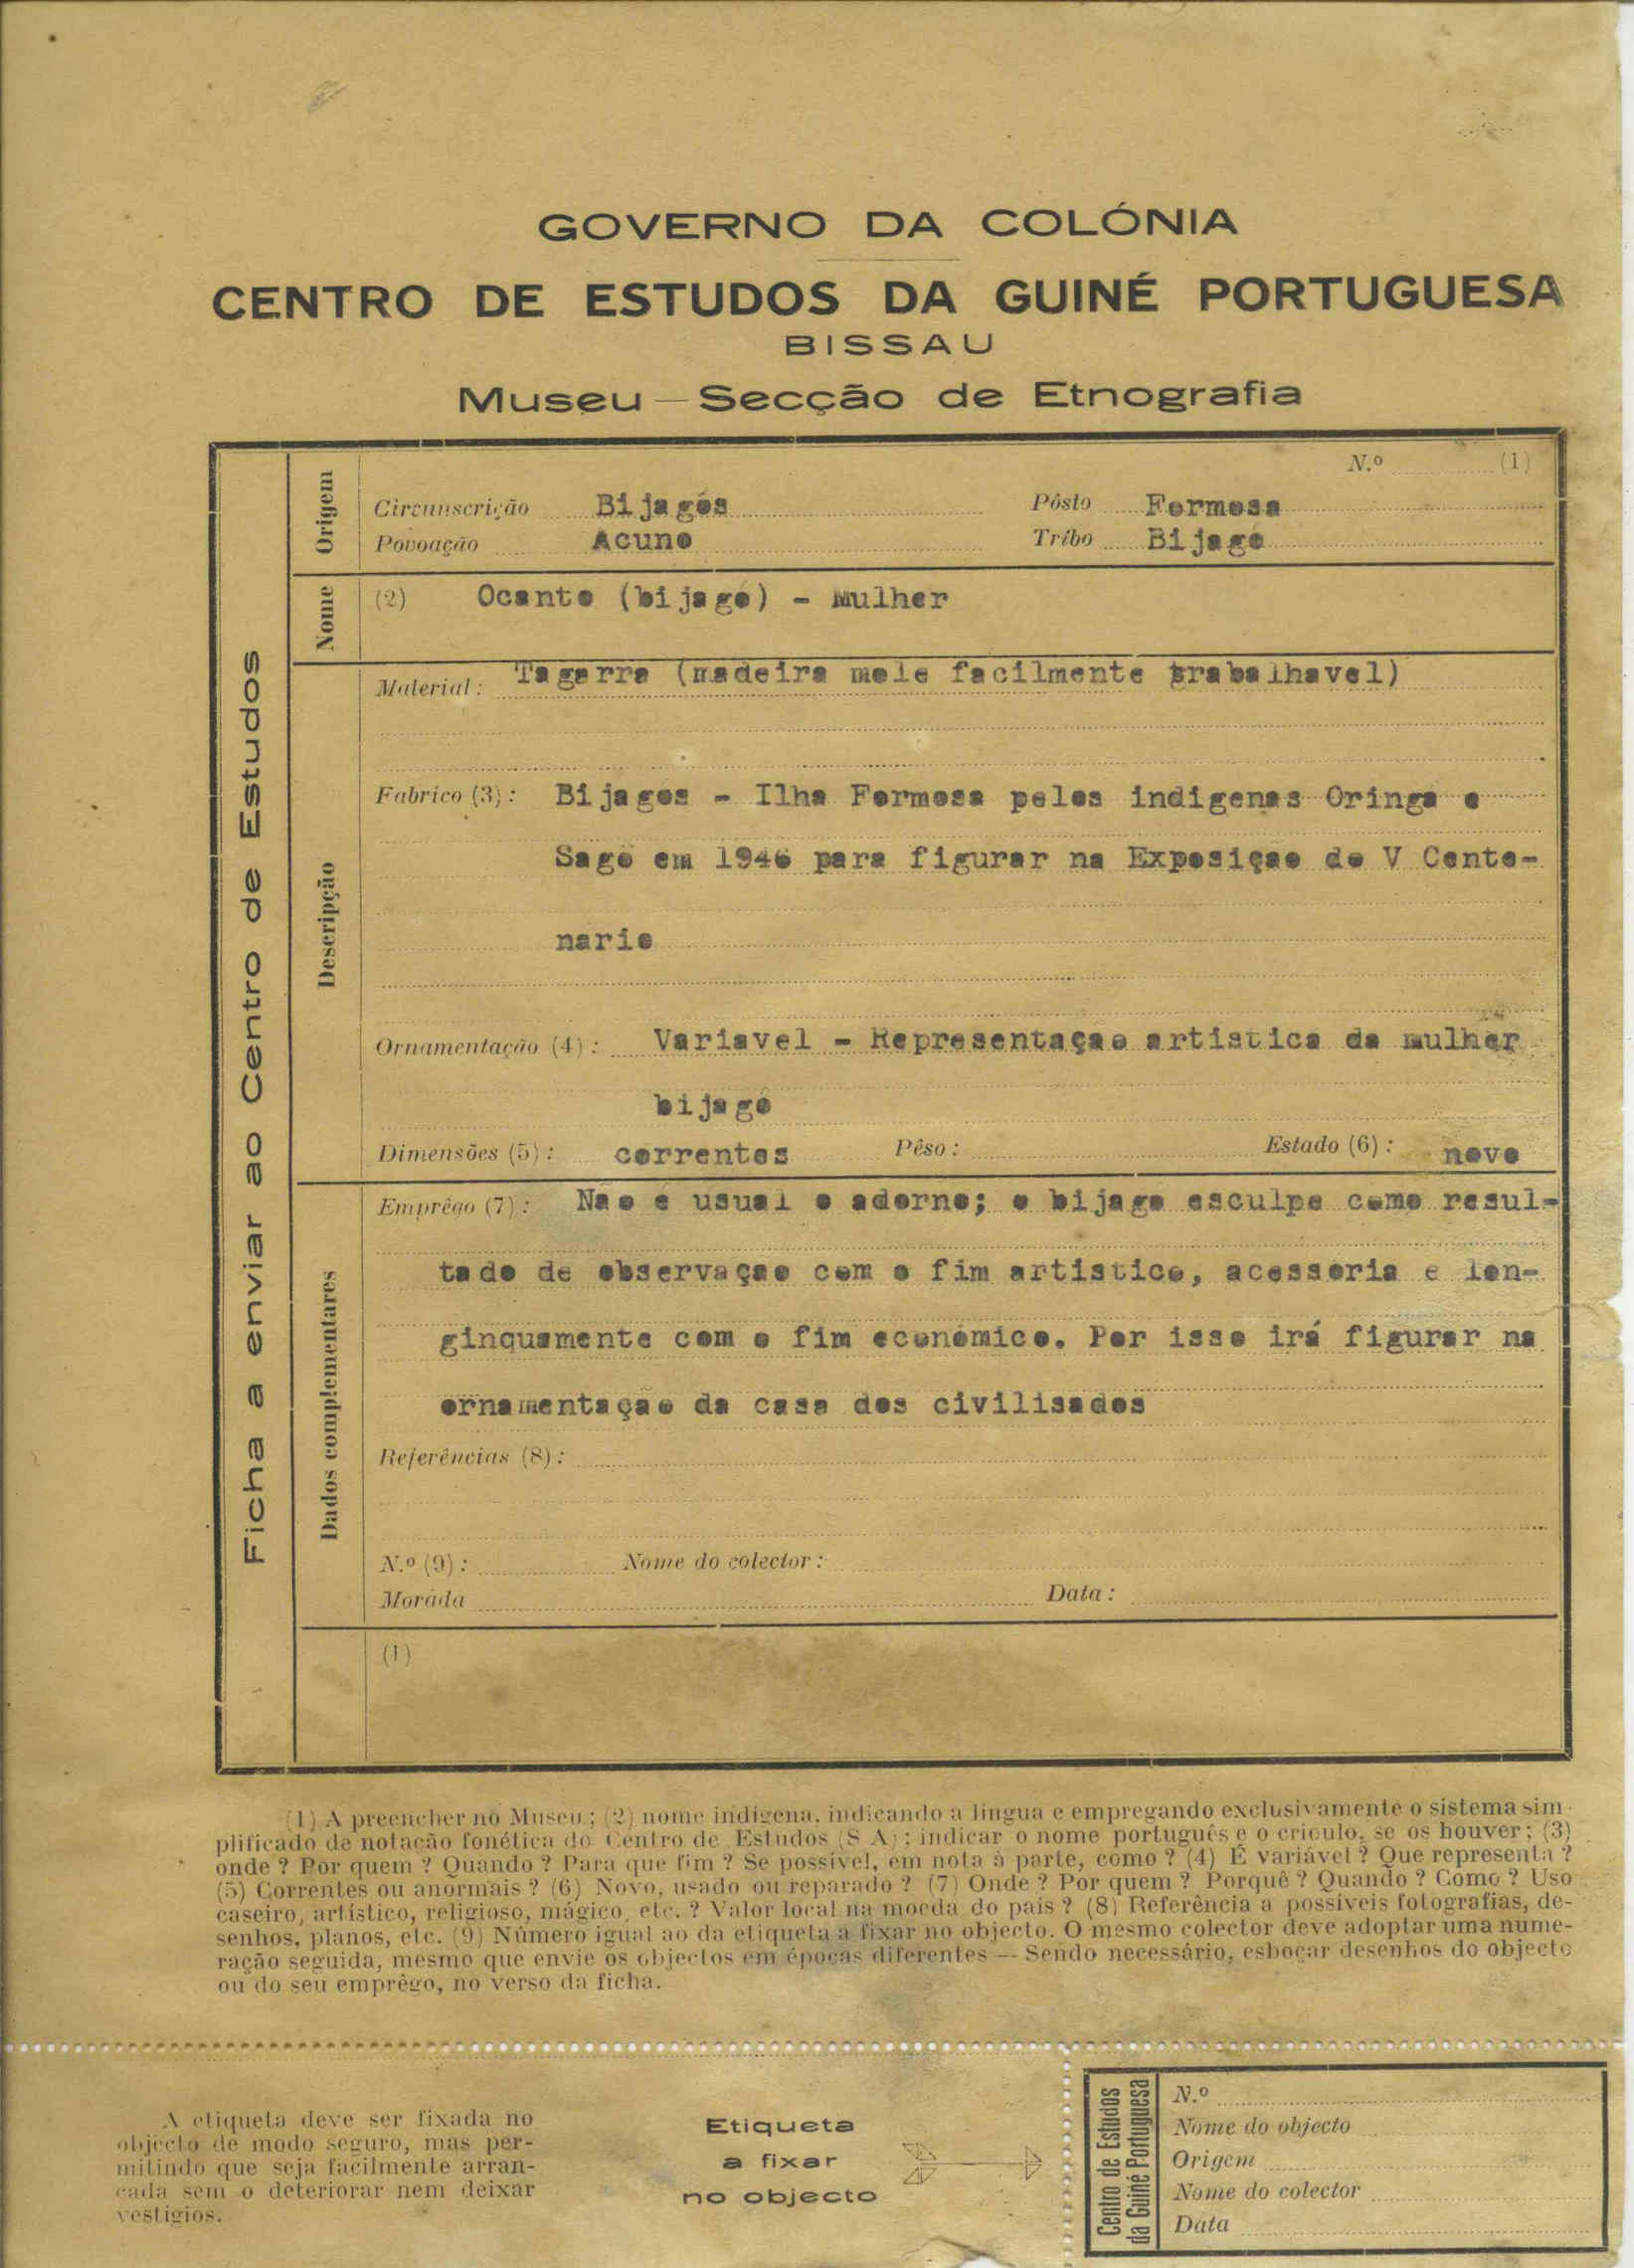 GOVERNO DA COLÓNIA
CENTRO DE ESTUDOS DA GUINÉ PORTUGUESA
BISSAU
Museu — Secção de Etnografia
Ficha a enviar ao Centro de Estudos
Origem
N.º (1)
Circunscrição Bijagós Pôsto Formosa
Povoação Acuno Tribo Bijagó
Nome
(2) Ocanto (bijagó) - Mulher
Descripção
Material: Tagarra (madeira mole facilmente trabalhavel)
Fabrico (3): Bijagos - Ilha Formosa pelos indigenas Oringa e
Sagô em 1946 para figurar na Exposiçao do V Cente-
nario
Ornamentação (4): Variavel - Representaçao artistica da mulher
bijagó
Dimensões (5): correntes Pêso: Estado (6): novo
Dados complementares
Emprêgo (7): Nao é usual o adorno; o bijago esculpe como resul-
tado de observaçao com o fim artistico, acessoria e lon-
ginquamente com o fim económico. Por isso irá figurar na
ornamentaçao da casa dos civilisados
Referências (8):
N.º (9): Nome do colector:
Morada Data:
(1)
(1) A preencher no Museu; (2) nome indígena, indicando a língua e empregando exclusivamente o sistema sim-
plificado de notação fonética do Centro de Estudos (S A); indicar o nome português e o crioulo, se os houver; (3)
onde? Por quem? Quando? Para que fim? Se possível, em nota à parte, como? (4) É variável? Que representa?
(5) Correntes ou anormais? (6) Novo, usado ou reparado? (7) Onde? Por quem? Porquê? Quando? Como? Uso
caseiro, artístico, religioso, mágico, etc.? Valor local na moeda do país? (8) Referência a possíveis fotografias, de-
senhos, planos, etc. (9) Número igual ao da etiqueta a fixar no objecto. O mesmo colector deve adoptar uma nume-
ração seguida, mesmo que envie os objectos em épocas diferentes — Sendo necessário, esboçar desenhos do objecto
ou do seu emprêgo, no verso da ficha.
A etiqueta deve ser fixada no
objecto de modo seguro, mas per-
mitindo que seja facilmente arran-
cada sem o deteriorar nem deixar
vestígios.
Etiqueta
a fixar
no objecto
Centro de Estudos
da Guiné Portuguesa
N.º
Nome do objecto
Origem
Nome do colector
Data